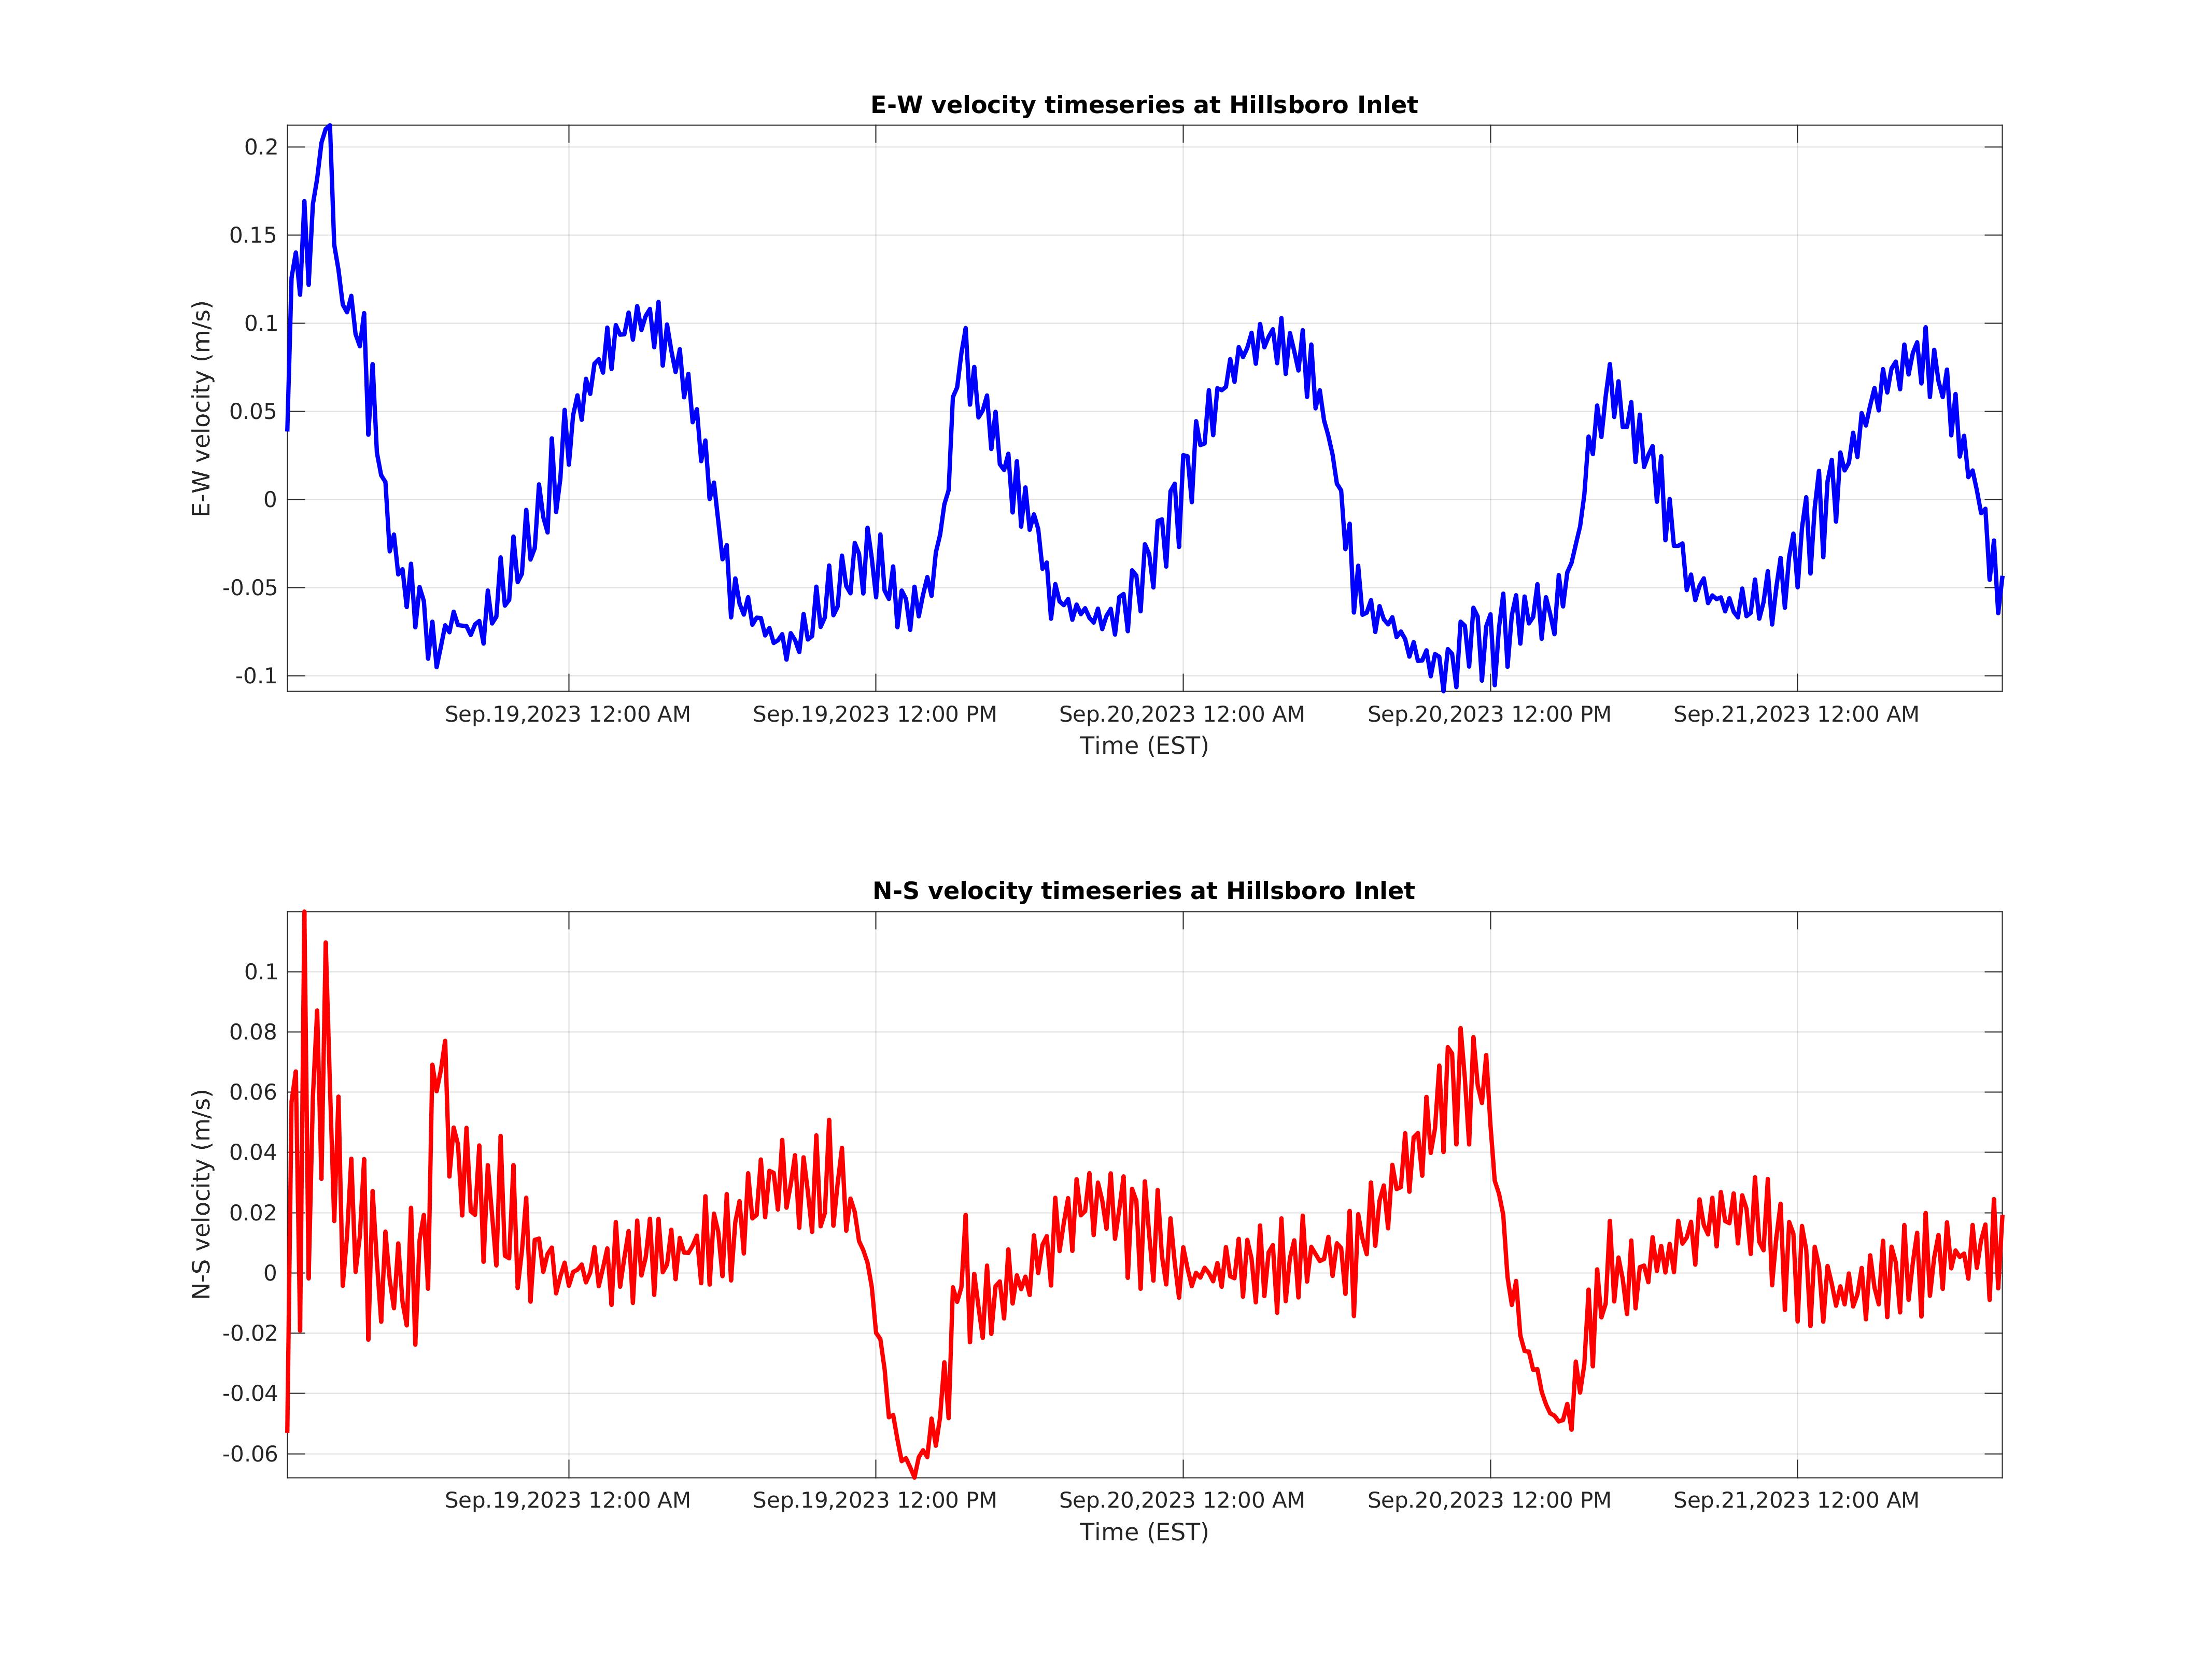 E-W velocity timeseries at Hillsboro Inlet
E-W velocity (m/s)
0.2
0.15
0.1
0.05
0
-0.05
-0.1
Sep.19,2023 12:00 AM
Sep.19,2023 12:00 PM
Sep.20,2023 12:00 AM
Sep.20,2023 12:00 PM
Sep.21,2023 12:00 AM
Time (EST)
N-S velocity timeseries at Hillsboro Inlet
N-S velocity (m/s)
0.1
0.08
0.06
0.04
0.02
0
-0.02
-0.04
-0.06
Sep.19,2023 12:00 AM
Sep.19,2023 12:00 PM
Sep.20,2023 12:00 AM
Sep.20,2023 12:00 PM
Sep.21,2023 12:00 AM
Time (EST)